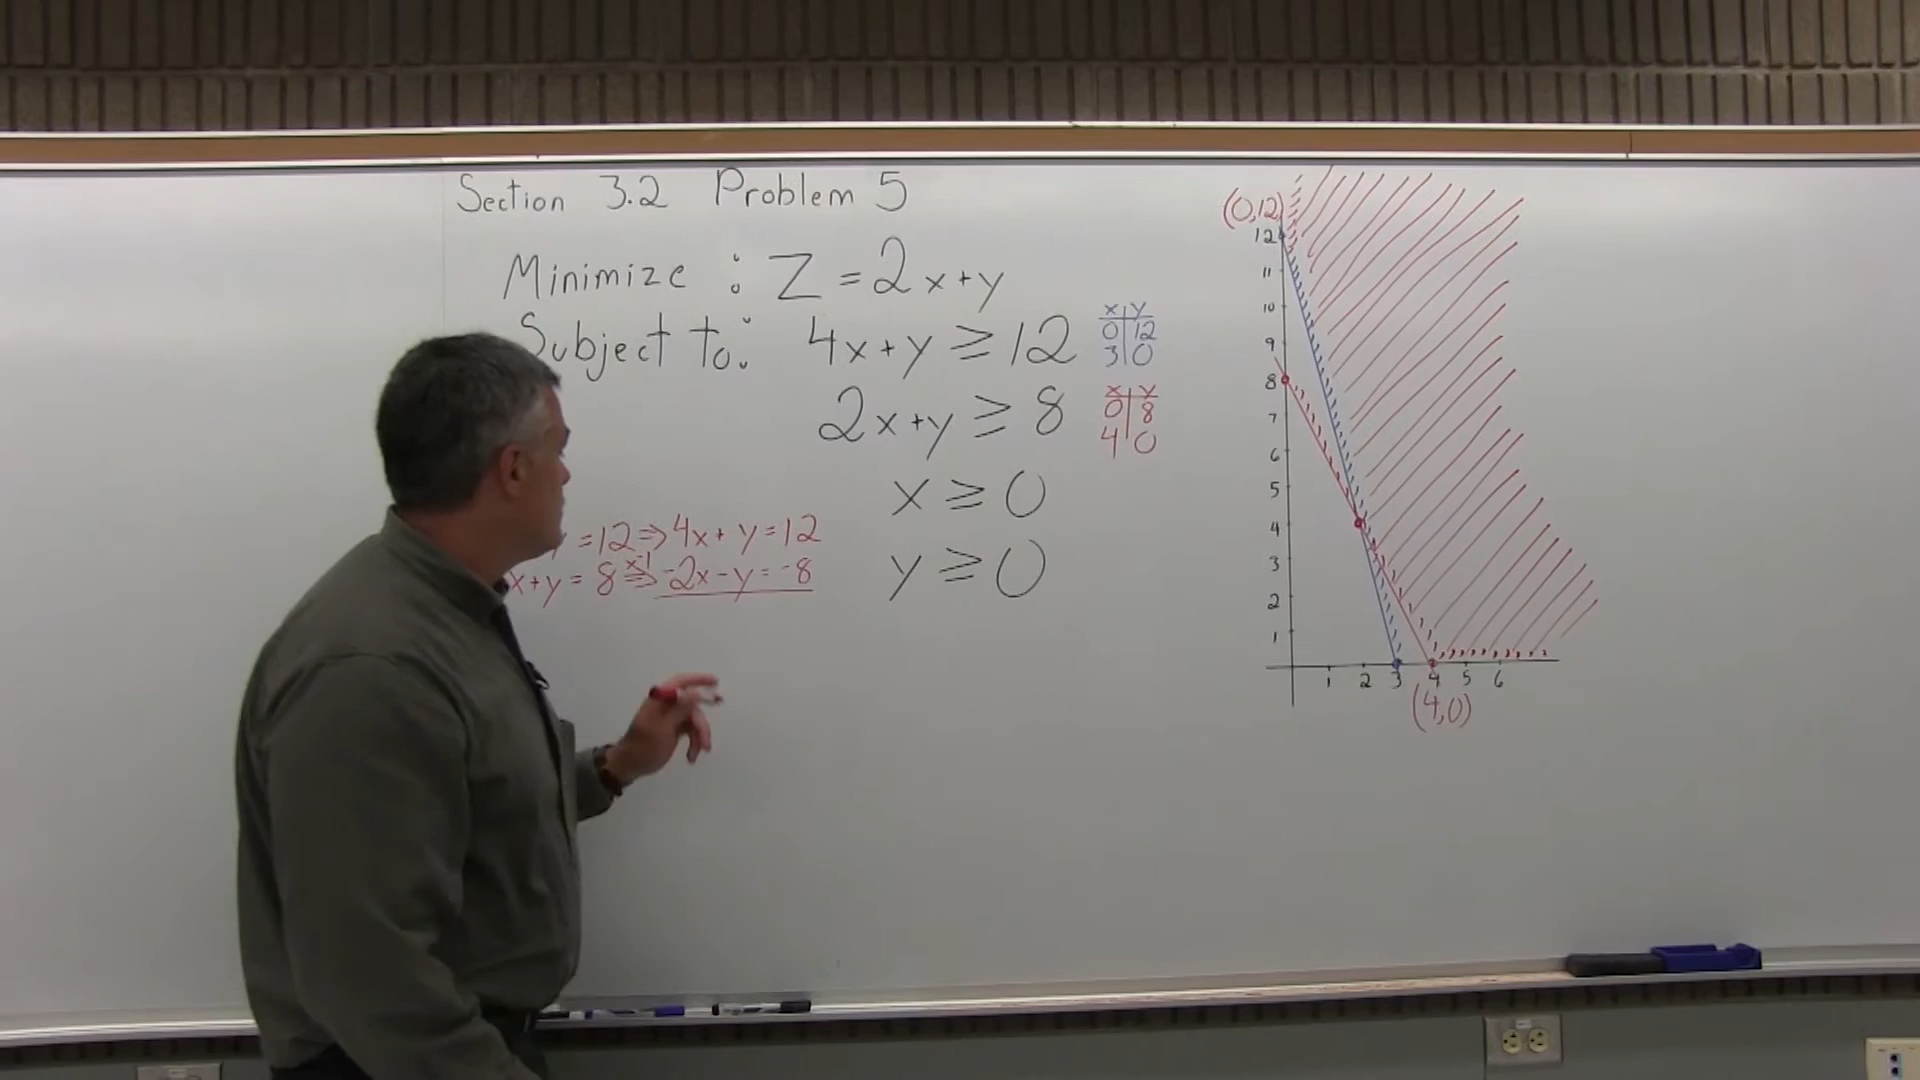 Section 3.2 Problem 5
Minimize : Z = 2x+y
Subject to: 4x+y ≥ 12
2x+y ≥ 8
x ≥ 0
y ≥ 0
x y
0 12
3 0
x y
0 8
4 0
y =12 ⇒ 4x+ y =12
x+y = 8 x-1 ⇒ -2x-y = -8
(0,12)
12
11
10
9
8
7
6
5
4
3
2
1
1 2 3 4 5 6
(4,0)